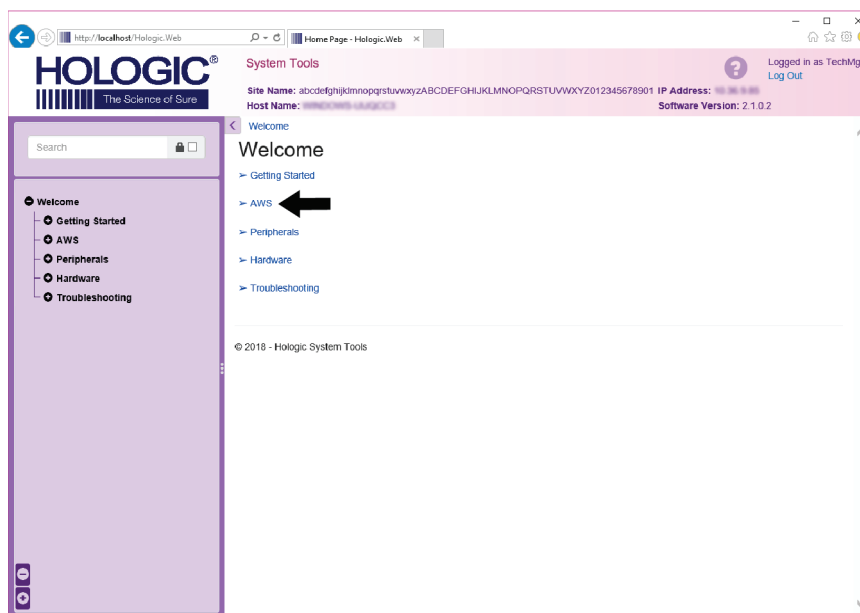 http://localhost/Hologic.Web
Home Page - Hologic.Web
HOLOGIC®
The Science of Sure
System Tools
Logged in as TechMg
Log Out
Site Name: abcdefghijklmnopqrstuvwxyzABCDEFGHIJKLMNOPQRSTUVWXYZ012345678901 IP Address:
Host Name:
Software Version: 2.1.0.2
Search
Welcome
Getting Started
AWS
Peripherals
Hardware
Troubleshooting
Welcome
Welcome
➢ Getting Started
➢ AWS
➢ Peripherals
➢ Hardware
➢ Troubleshooting
© 2018 - Hologic System Tools